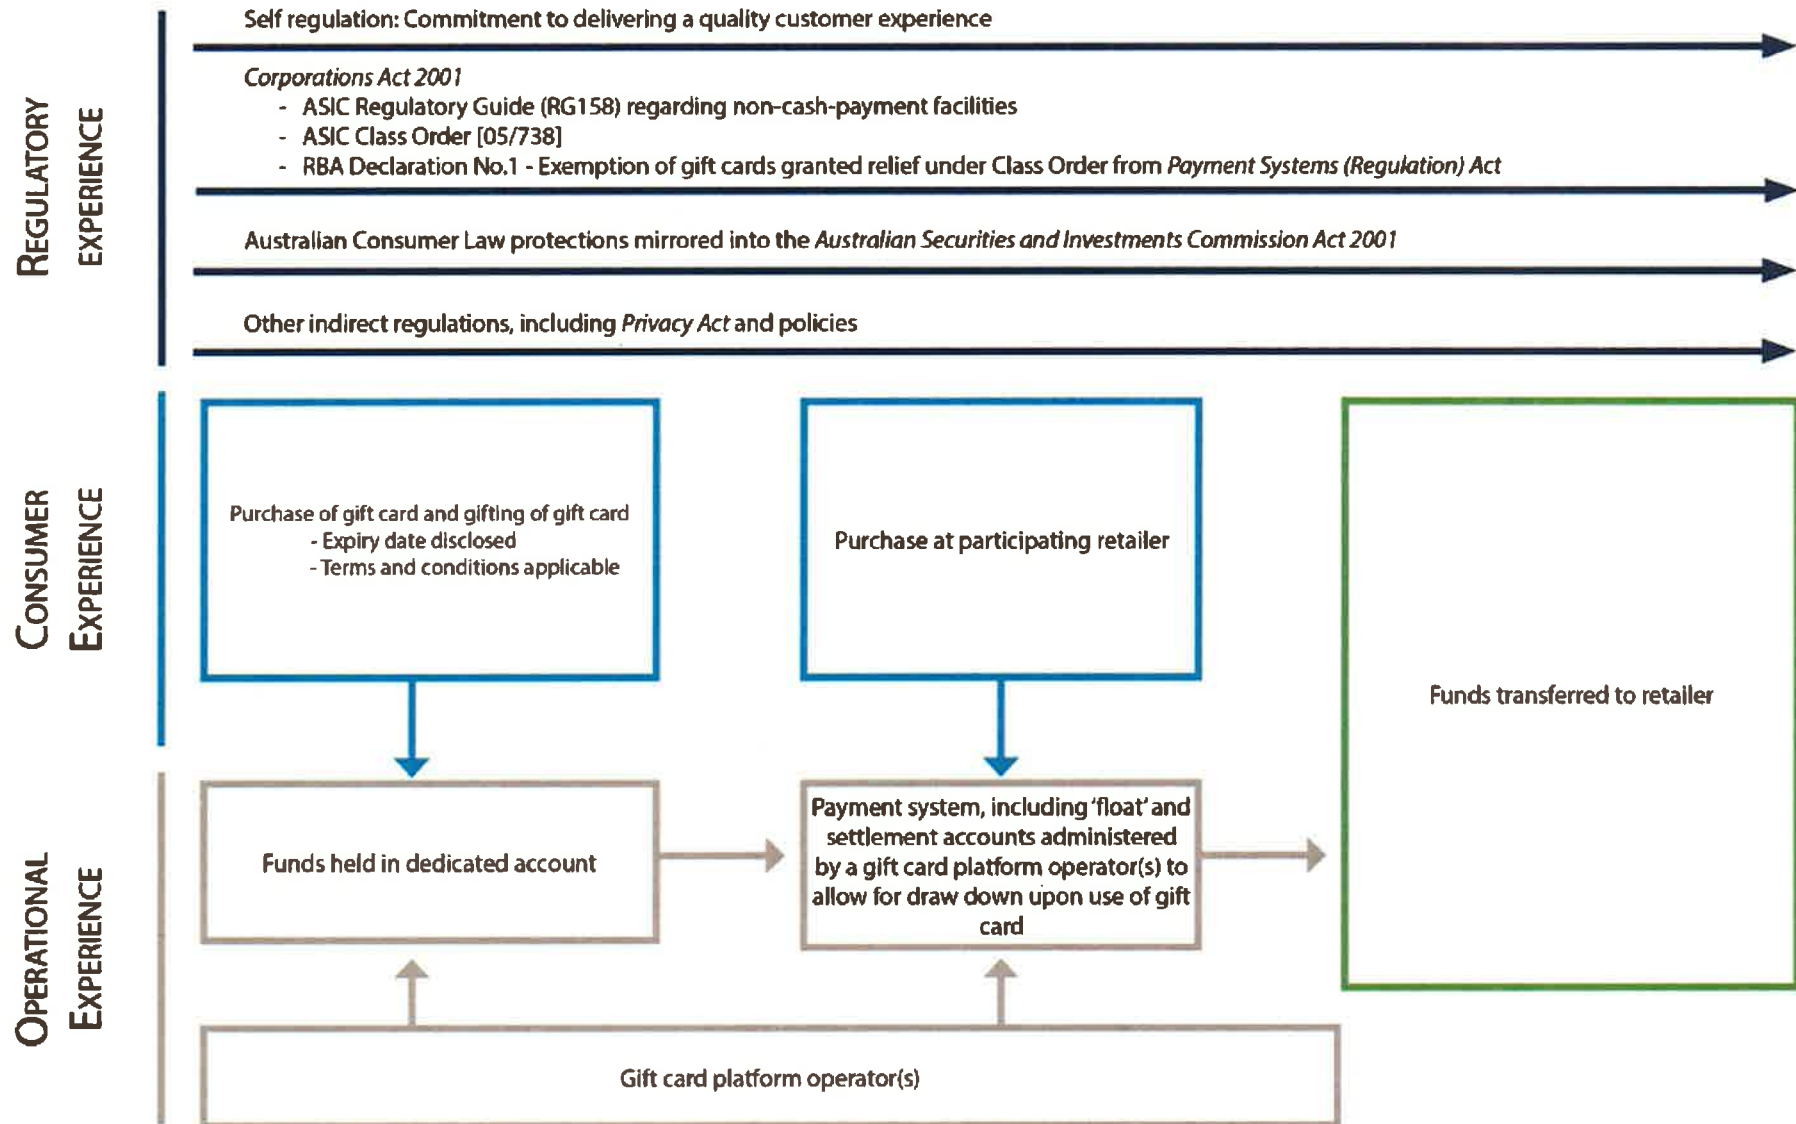 REGULATORY
EXPERIENCE
Self regulation: Commitment to delivering a quality customer experience
Corporations Act 2001
- ASIC Regulatory Guide (RG158) regarding non-cash-payment facilities
- ASIC Class Order [05/738]
- RBA Declaration No.1 - Exemption of gift cards granted relief under Class Order from Payment Systems (Regulation) Act
Australian Consumer Law protections mirrored into the Australian Securities and Investments Commission Act 2001
Other indirect regulations, including Privacy Act and policies
CONSUMER
EXPERIENCE
Purchase of gift card and gifting of gift card
- Expiry date disclosed
- Terms and conditions applicable
Purchase at participating retailer
Funds transferred to retailer
OPERATIONAL
EXPERIENCE
Funds held in dedicated account
Payment system, including 'float' and
settlement accounts administered
by a gift card platform operator(s) to
allow for draw down upon use of gift
card
Gift card platform operator(s)